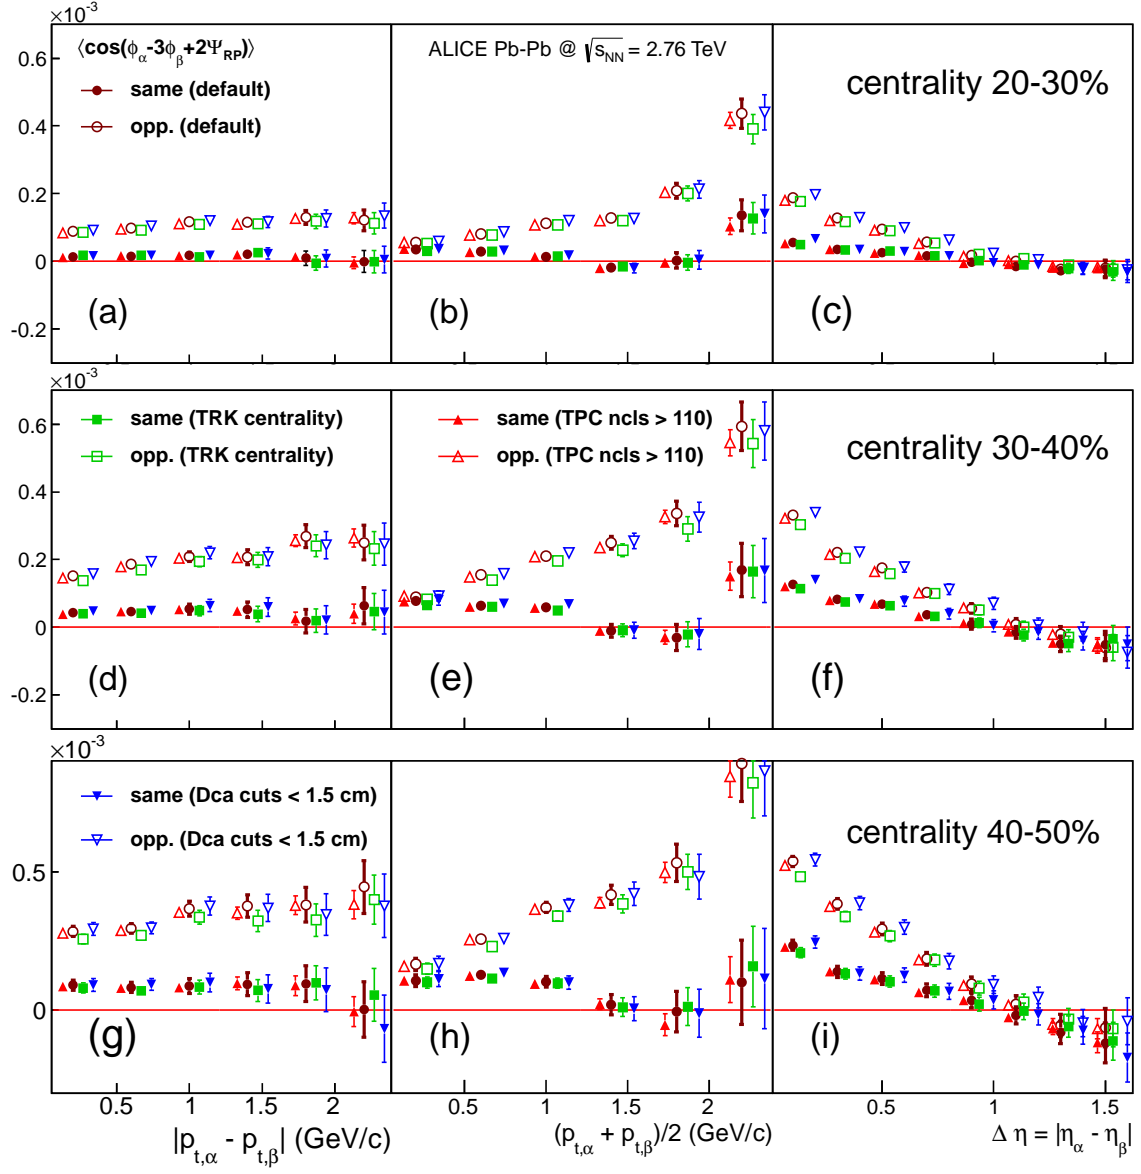 ×10⁻³
0.6
⟨cos(ϕα-3ϕβ+2ΨRP)⟩
ALICE Pb-Pb @ √sNN = 2.76 TeV
centrality 20-30%
same (default)
opp. (default)
0.4
0.2
0
(a)
(b)
(c)
-0.2
×10⁻³
0.6
same (TRK centrality)
opp. (TRK centrality)
same (TPC ncls > 110)
opp. (TPC ncls > 110)
centrality 30-40%
0.4
0.2
0
(d)
(e)
(f)
-0.2
×10⁻³
same (Dca cuts < 1.5 cm)
opp. (Dca cuts < 1.5 cm)
centrality 40-50%
0.5
0
(g)
(h)
(i)
0.5 1 1.5 2
0.5 1 1.5 2
0.5 1 1.5
|pt,α - pt,β| (GeV/c)
(pt,α + pt,β)/2 (GeV/c)
Δ η = |ηα - ηβ|